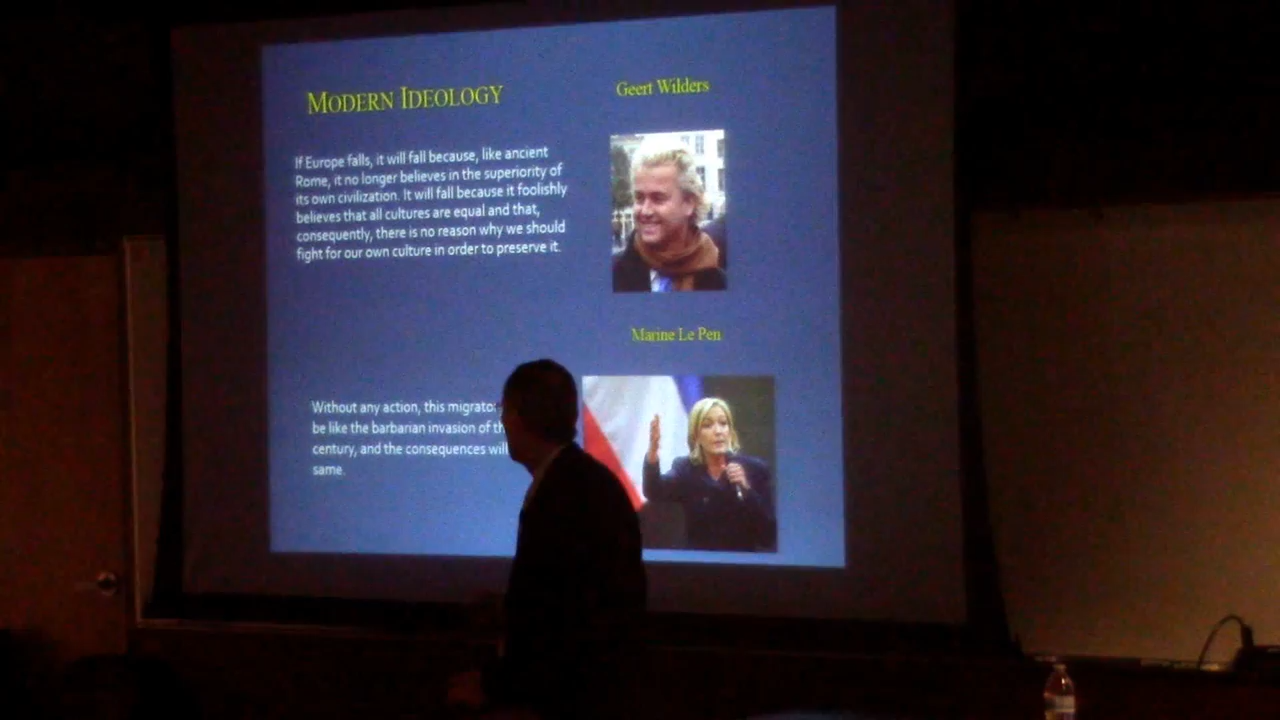 MODERN IDEOLOGY
Geert Wilders
If Europe falls, it will fall because, like ancient
Rome, it no longer believes in the superiority of
its own civilization. It will fall because it foolishly
believes that all cultures are equal and that,
consequently, there is no reason why we should
fight for our own culture in order to preserve it.
Marine Le Pen
Without any action, this
be like the barbarian invasion of
century, and the consequences will
same.